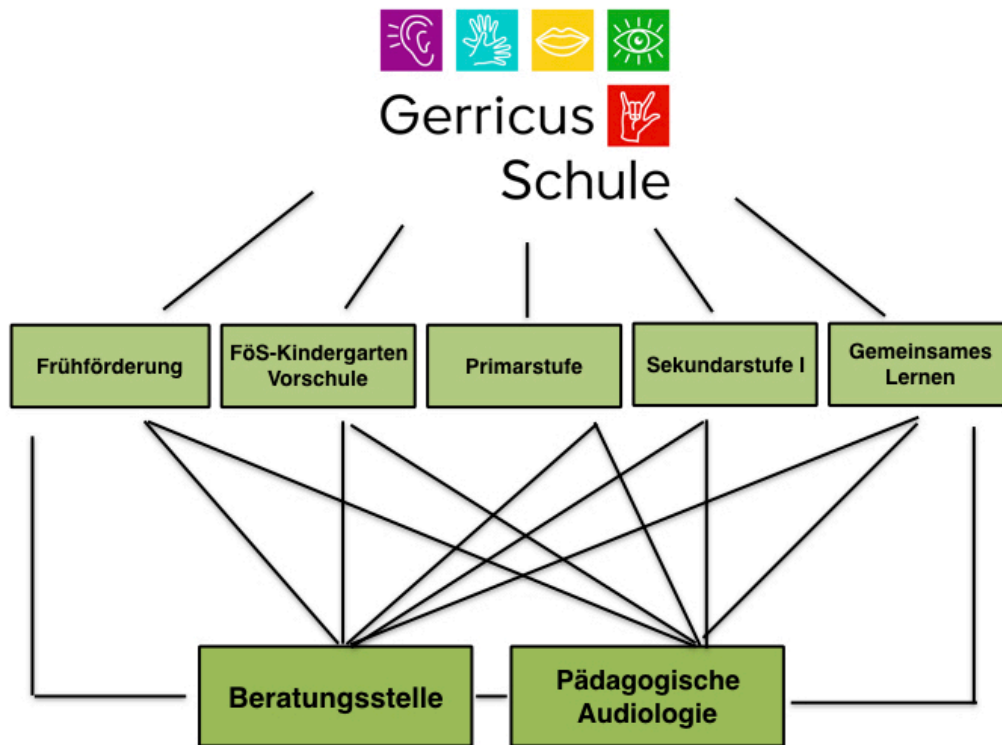 Gerricus
Schule
Frühförderung
FöS-Kindergarten
Vorschule
Primarstufe
Sekundarstufe I
Gemeinsames
Lernen
Beratungsstelle
Pädagogische
Audiologie